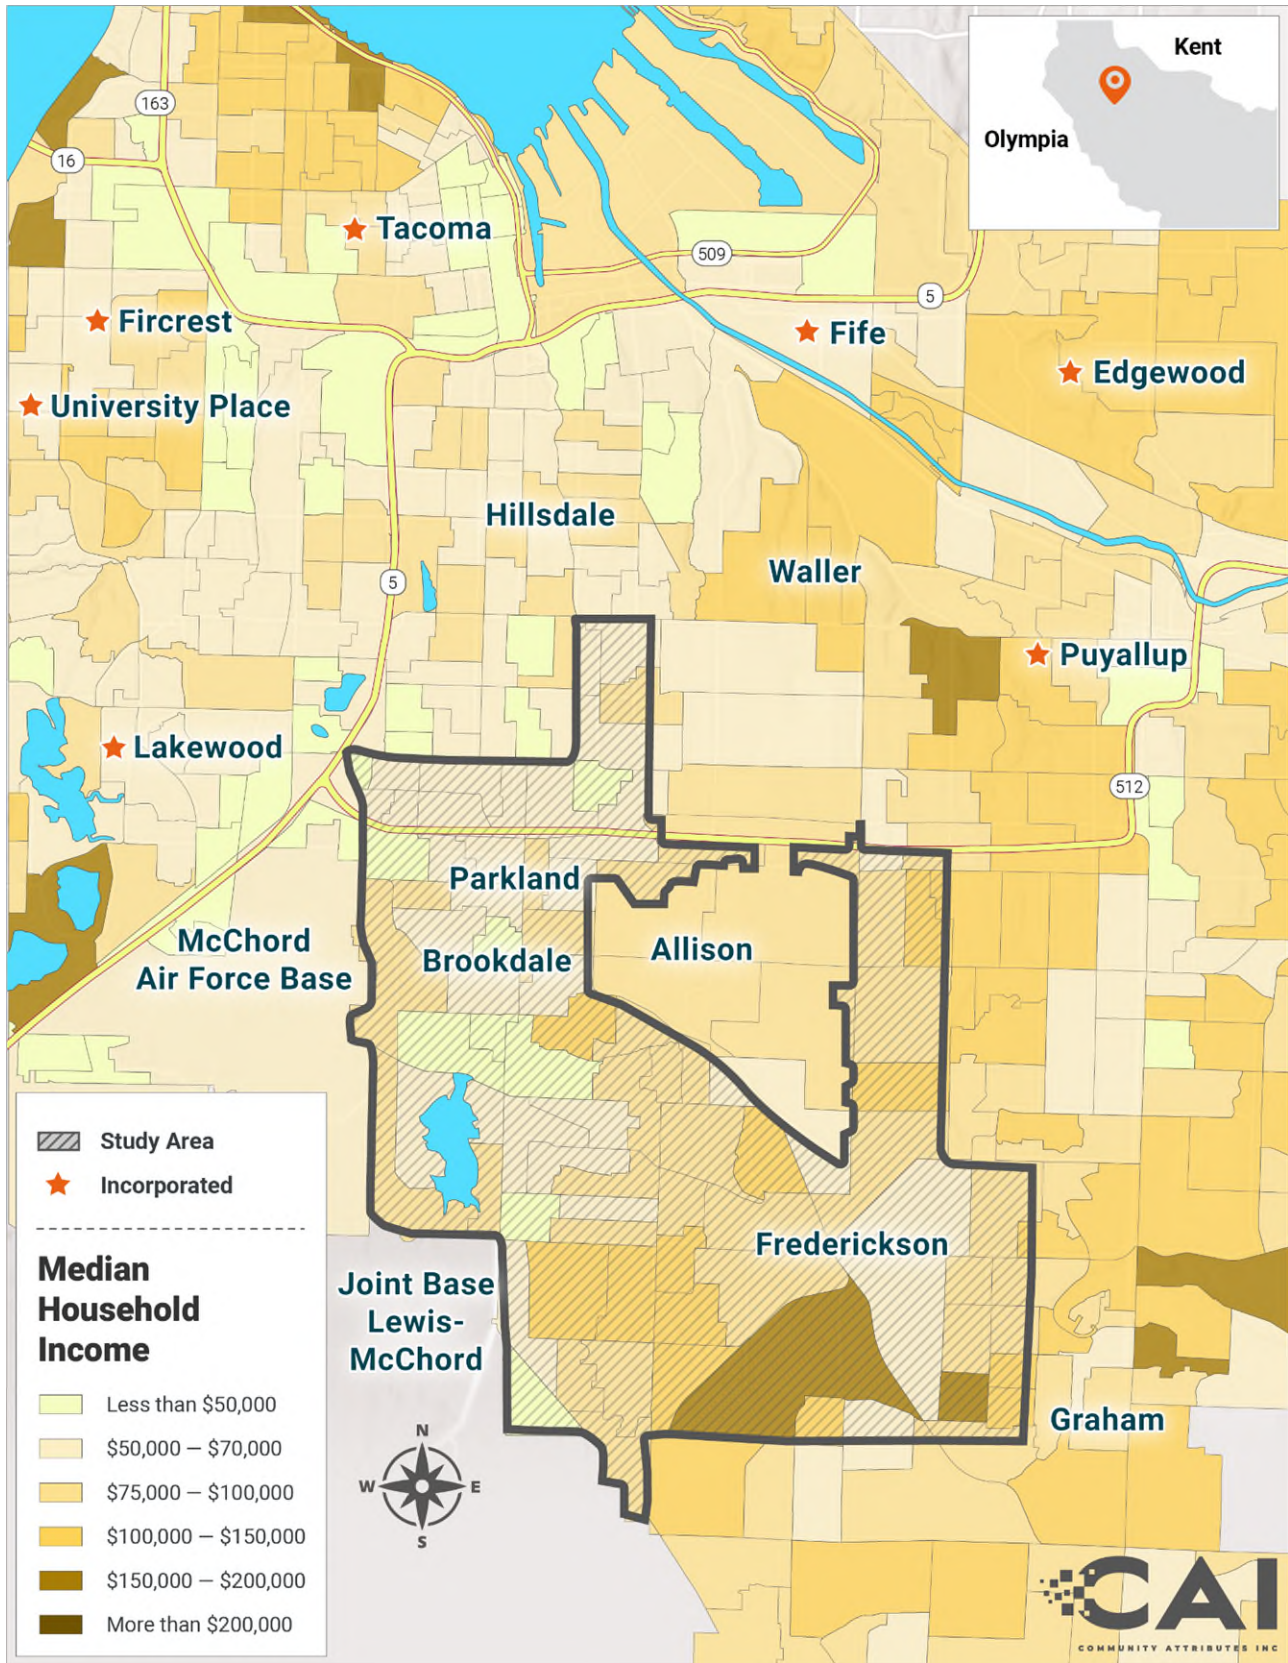 Kent
Olympia
163
16
Tacoma
509
5
Fircrest
Fife
Edgewood
University Place
Hillsdale
Waller
5
Puyallup
Lakewood
512
Parkland
McChord
Air Force Base
Brookdale
Allison
Study Area
Incorporated
Median
Household
Income
Less than $50,000
$50,000 — $70,000
$75,000 — $100,000
$100,000 — $150,000
$150,000 — $200,000
More than $200,000
Frederickson
Joint Base
Lewis-
McChord
Graham
N
W
E
S
CAI
COMMUNITY ATTRIBUTES INC